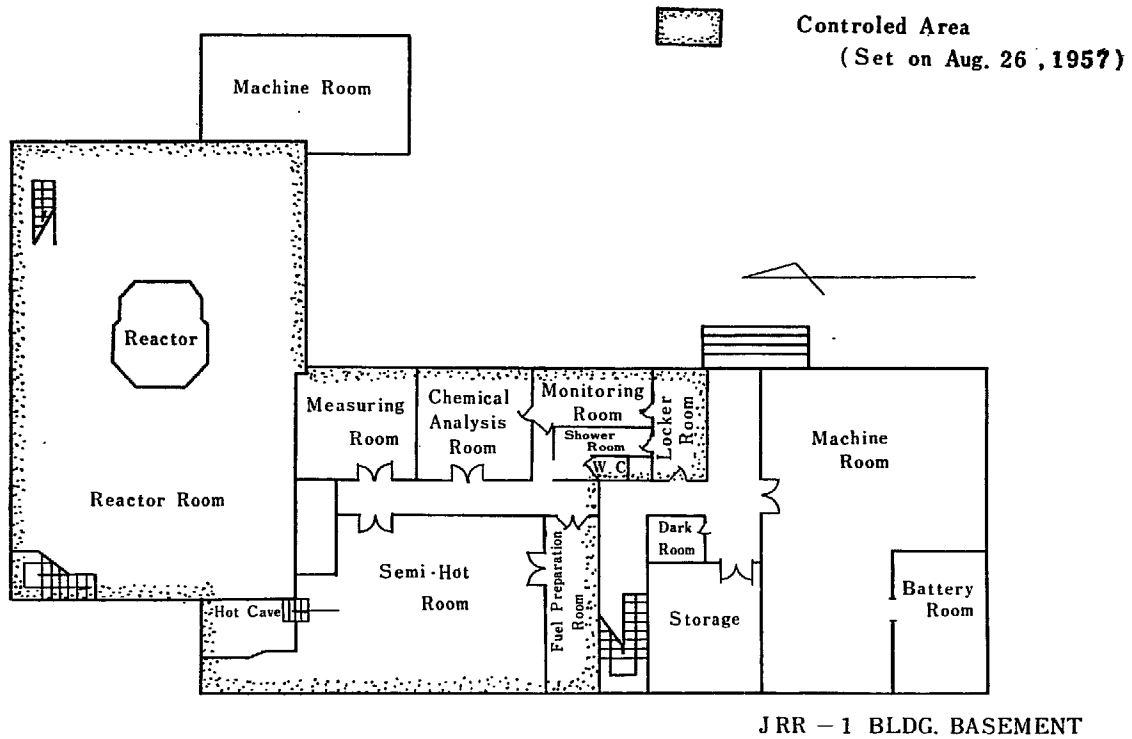 Controled Area
(Set on Aug. 26 , 1957)
Machine Room
Reactor
Measuring
Room
Chemical
Analysis
Room
Monitoring
Room
Shower
Room
W. C
Locker
Room
Machine
Room
Reactor Room
Dark
Room
Semi-Hot
Room
Fuel Preparation
Room
Hot Cave
Storage
Battery
Room
JRR - 1 BLDG. BASEMENT